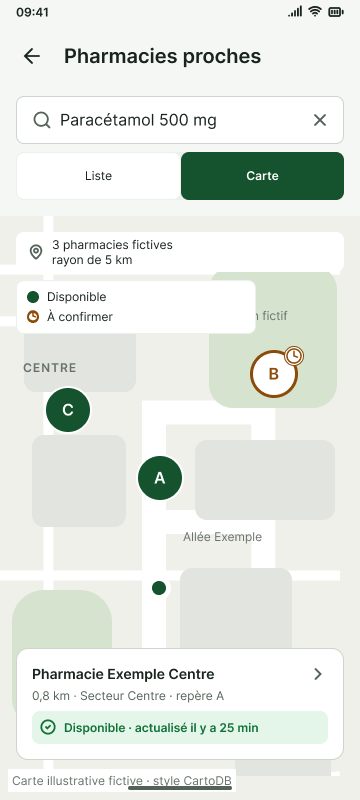 09:41
Pharmacies proches
Paracétamol 500 mg
Liste
Carte
3 pharmacies fictives
rayon de 5 km
Disponible
À confirmer
fictif
B
CENTRE
C
A
Allée Exemple
Pharmacie Exemple Centre
0,8 km · Secteur Centre · repère A
Disponible · actualisé il y a 25 min
Carte illustrative fictive · style CartoDB